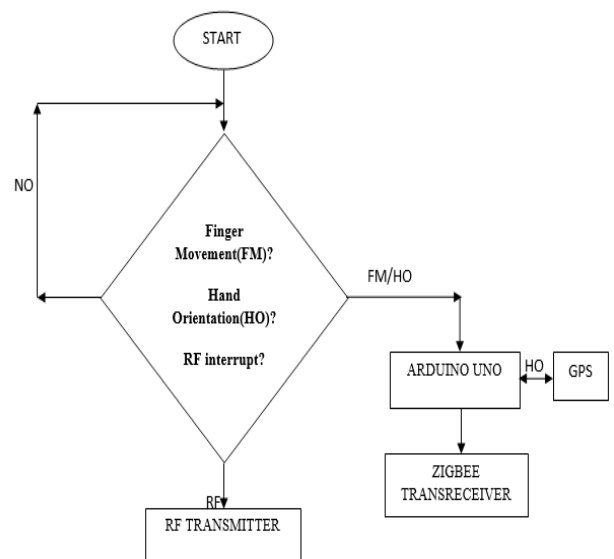 START
NO
Finger
Movement(FM)?
Hand
Orientation(HO)?
RF interrupt?
FM/HO
ARDUINO UNO
HO
GPS
ZIGBEE
TRANSRECEIVER
RF
RF TRANSMITTER